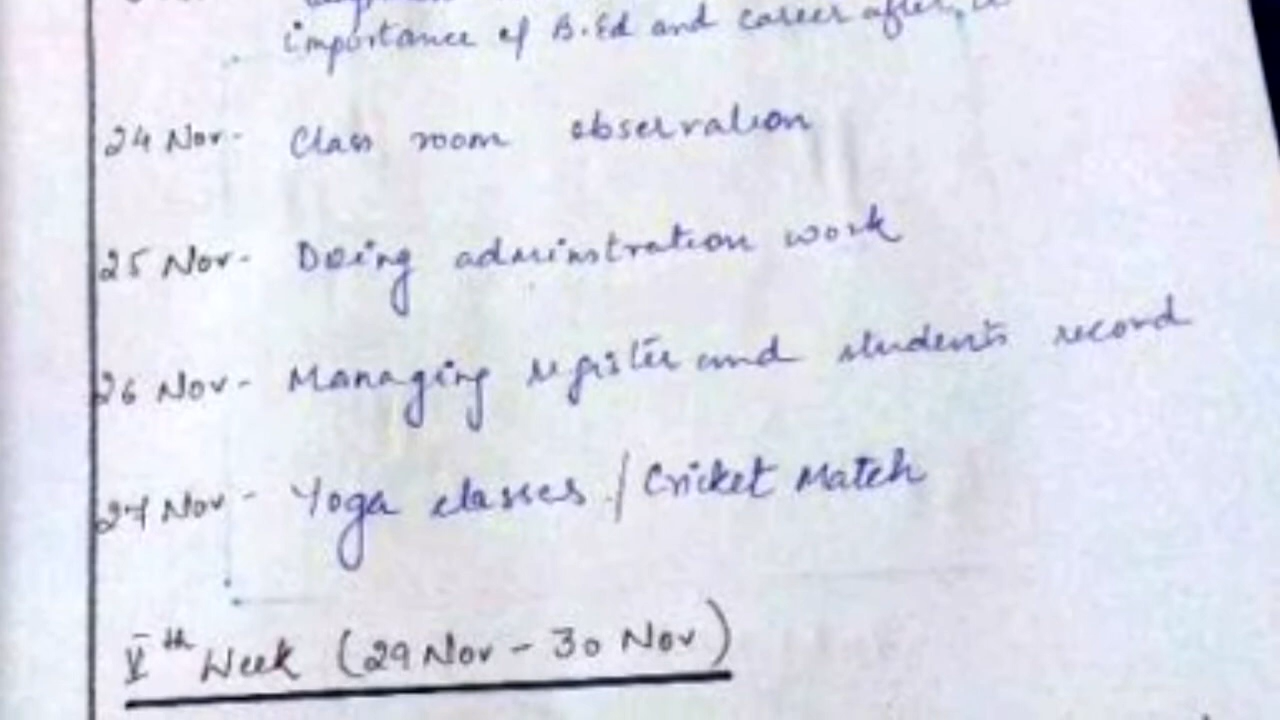 importance of B.Ed and career after
24 Nov - Class room observation
25 Nov - Doing adminstration work
26 Nov - Managing register and students record
27 Nov - Yoga classes / Cricket Match
Vth Week (29 Nov - 30 Nov)